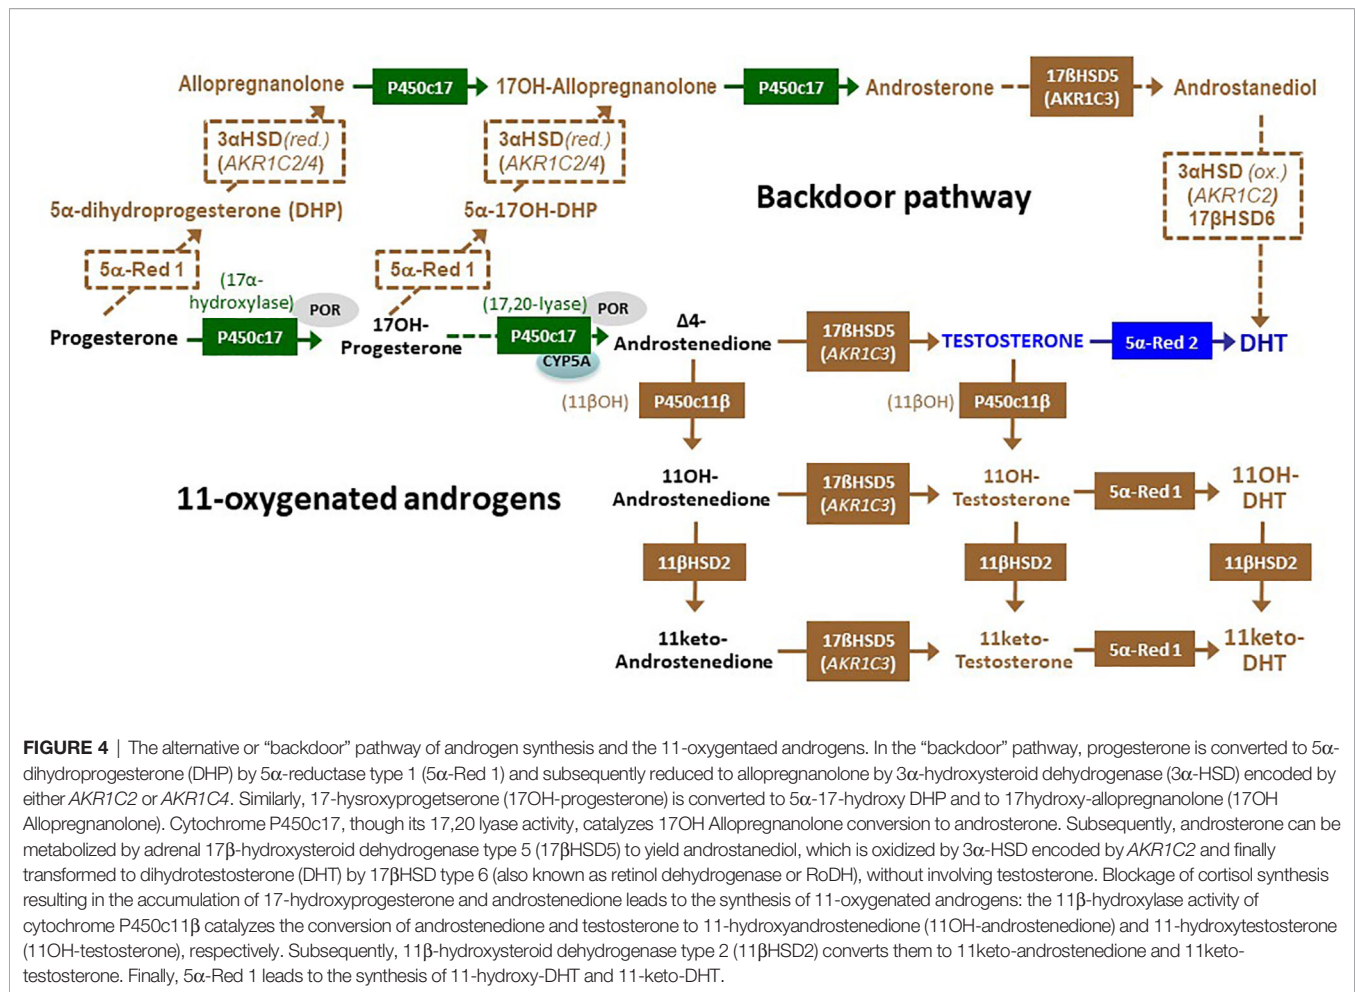 Allopregnanolone
P450c17
17OH-Allopregnanolone
P450c17
Androsterone
17ßHSD5
(AKR1C3)
Androstanediol
3αHSD(red.)
(AKR1C2/4)
3αHSD(red.)
(AKR1C2/4)
3αHSD (ox.)
(AKR1C2)
17βHSD6
Backdoor pathway
5α-dihydroprogesterone (DHP)
5α-17OH-DHP
5α-Red 1
5α-Red 1
(17α-
hydroxylase)
POR
(17,20-lyase)
POR
Progesterone
P450c17
17OH-
Progesterone
P450c17
CYP5A
Δ4-
Androstenedione
17ßHSD5
(AKR1C3)
TESTOSTERONE
5α-Red 2
DHT
(11βOH)
P450c11β
(11βOH)
P450c11β
11-oxygenated androgens
11OH-
Androstenedione
17ßHSD5
(AKR1C3)
11OH-
Testosterone
5α-Red 1
11OH-
DHT
11βHSD2
11βHSD2
11βHSD2
11keto-
Androstenedione
17ßHSD5
(AKR1C3)
11keto-
Testosterone
5α-Red 1
11keto-
DHT
FIGURE 4 | The alternative or “backdoor” pathway of androgen synthesis and the 11-oxygentaed androgens. In the “backdoor” pathway, progesterone is converted to 5α-
dihydroprogesterone (DHP) by 5α-reductase type 1 (5α-Red 1) and subsequently reduced to allopregnanolone by 3α-hydroxysteroid dehydrogenase (3α-HSD) encoded by
either AKR1C2 or AKR1C4. Similarly, 17-hysroxyprogetserone (17OH-progesterone) is converted to 5α-17-hydroxy DHP and to 17hydroxy-allopregnanolone (17OH
Allopregnanolone). Cytochrome P450c17, though its 17,20 lyase activity, catalyzes 17OH Allopregnanolone conversion to androsterone. Subsequently, androsterone can be
metabolized by adrenal 17β-hydroxysteroid dehydrogenase type 5 (17βHSD5) to yield androstanediol, which is oxidized by 3α-HSD encoded by AKR1C2 and finally
transformed to dihydrotestosterone (DHT) by 17βHSD type 6 (also known as retinol dehydrogenase or RoDH), without involving testosterone. Blockage of cortisol synthesis
resulting in the accumulation of 17-hydroxyprogesterone and androstenedione leads to the synthesis of 11-oxygenated androgens: the 11β-hydroxylase activity of
cytochrome P450c11β catalyzes the conversion of androstenedione and testosterone to 11-hydroxyandrostenedione (11OH-androstenedione) and 11-hydroxytestosterone
(11OH-testosterone), respectively. Subsequently, 11β-hydroxysteroid dehydrogenase type 2 (11βHSD2) converts them to 11keto-androstenedione and 11keto-
testosterone. Finally, 5α-Red 1 leads to the synthesis of 11-hydroxy-DHT and 11-keto-DHT.